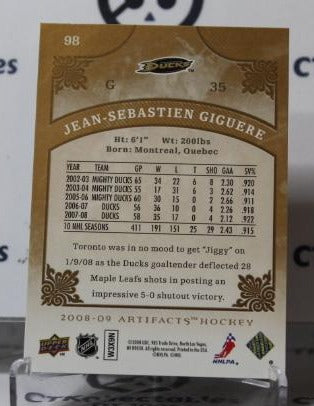 98
DUCKS
G 35
JEAN-SEBASTIEN GIGUERE
Ht: 6'1" Wt: 200lbs
Born: Montreal, Quebec
YEAR TEAM GP W L T SHO GAA SV%
2002-03 MIGHTY DUCKS 65 34 22 6 8 2.30 .920
2003-04 MIGHTY DUCKS 55 17 31 6 3 2.62 .914
2005-06 MIGHTY DUCKS 60 30 15 0 2 2.66 .911
2006-07 DUCKS 56 36 10 0 4 2.26 .918
2007-08 DUCKS 58 35 17 0 4 2.12 .922
10 NHL SEASONS 411 191 151 25 29 2.43 .915
Toronto was in no mood to get "Jiggy" on
1/9/08 as the Ducks goaltender deflected 28
Maple Leafs shots in posting an
impressive 5-0 shutout victory.
2008-09 ARTIFACTS HOCKEY
UPPER DECK
NHL
W3X9N
NHLPA